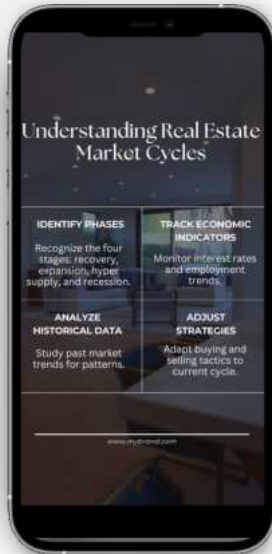 Understanding Real Estate
Market Cycles
IDENTIFY PHASES
Recognize the four
stages: recovery,
expansion, hyper
supply, and recession.
TRACK ECONOMIC
INDICATORS
Monitor interest rates
and employment
trends.
ANALYZE
HISTORICAL DATA
Study past market
trends for patterns.
ADJUST
STRATEGIES
Adapt buying and
selling tactics to
current cycle.
www.mybrand.com